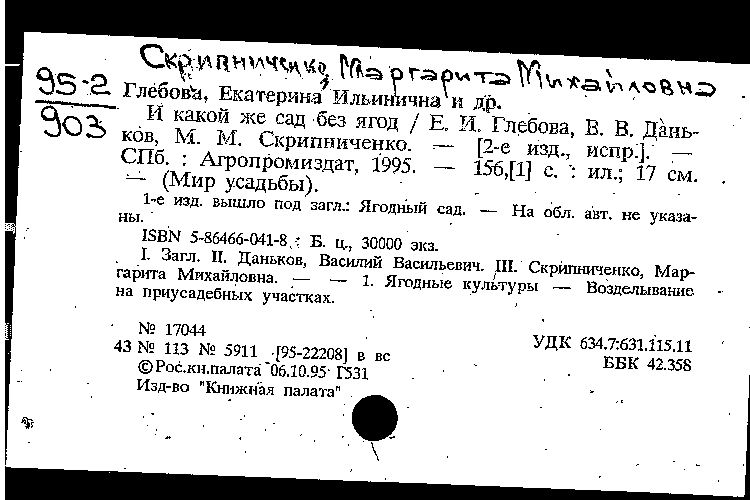 Скрипниченко, Маргарита Михайловна
95-2
903
Глебова, Екатерина Ильинична и др.
И какой же сад без ягод / Е. И. Глебова, В. В. Дань-
ков, М. М. Скрипниченко. — [2-е изд., испр.]. —
СПб. : Агропромиздат, 1995. — 156,[1] с. : ил.; 17 см.
— (Мир усадьбы).
1-е изд. вышло под загл.: Ягодный сад. — На обл. авт. не указа-
ны.
ISBN 5-86466-041-8 : Б. ц., 30000 экз.
I. Загл. II. Даньков, Василий Васильевич. III. Скрипниченко, Мар-
гарита Михайловна. — — 1. Ягодные культуры — Возделывание
на приусадебных участках.
№ 17044
УДК 634.7:631.115.11
43 № 113 № 5911 [95-22208] в вс
ББК 42.358
©Рос.кн.палата 06.10.95 Г531
Изд-во "Книжная палата"